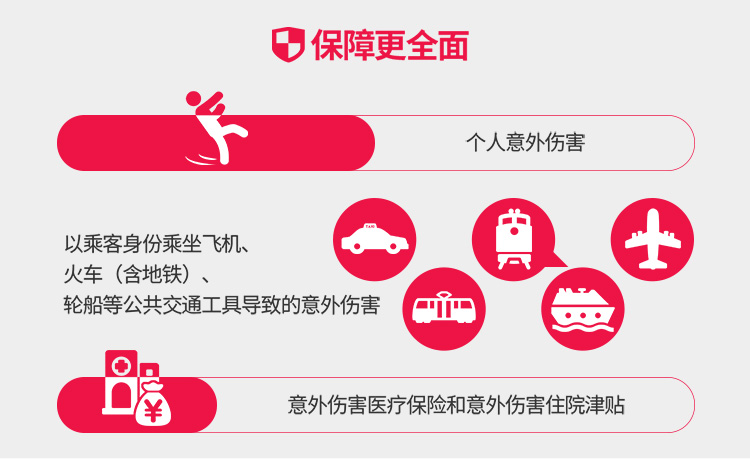 保障更全面
个人意外伤害
以乘客身份乘坐飞机、
火车（含地铁）、
轮船等公共交通工具导致的意外伤害
TAXI
意外伤害医疗保险和意外伤害住院津贴